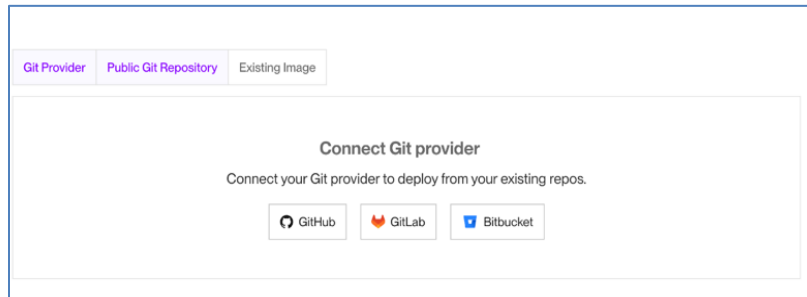 Git Provider Public Git Repository Existing Image
Connect Git provider
Connect your Git provider to deploy from your existing repos.
GitHub GitLab Bitbucket